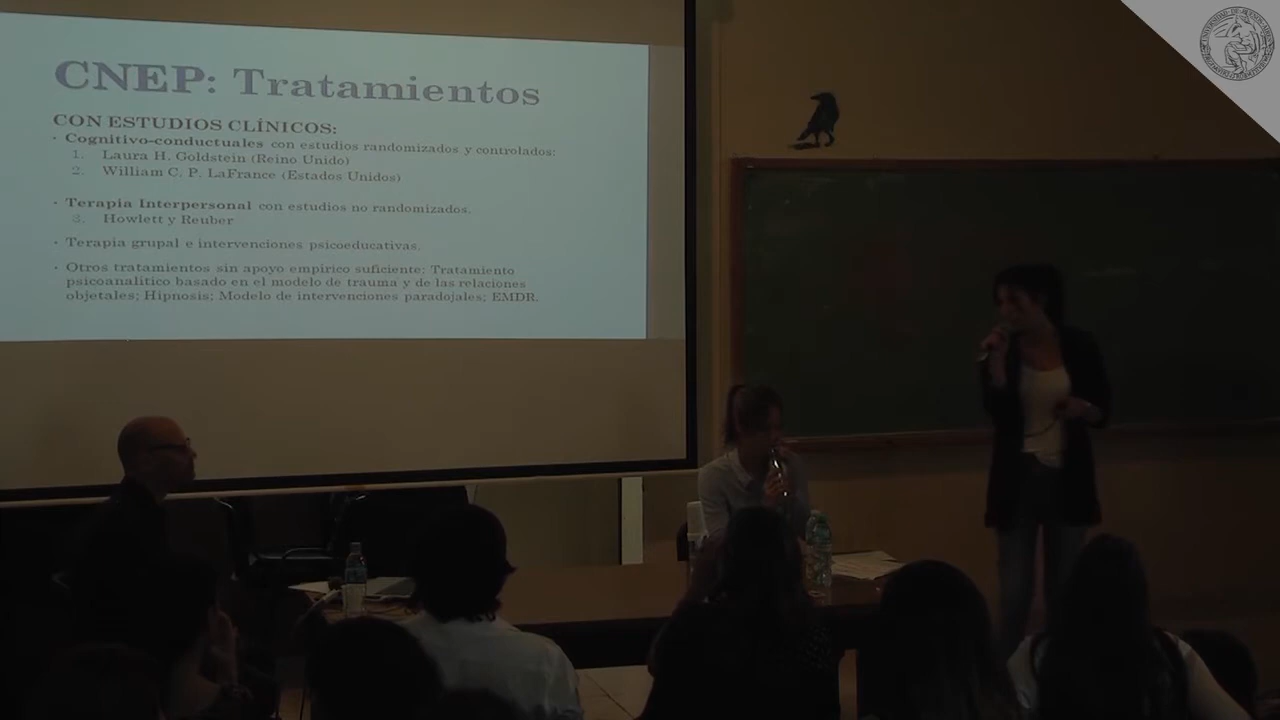 CNEP: Tratamientos
CON ESTUDIOS CLÍNICOS:
· Cognitivo-conductuales con estudios randomizados y controlados:
1. Laura H. Goldstein (Reino Unido)
2. William C. P. LaFrance (Estados Unidos)
· Terapia Interpersonal con estudios no randomizados.
3. Howlett y Reuber
· Terapia grupal e intervenciones psicoeducativas.
· Otros tratamientos sin apoyo empírico suficiente: Tratamiento
psicoanalítico basado en el modelo de trauma y de las relaciones
objetales; Hipnosis; Modelo de intervenciones paradojales; EMDR.